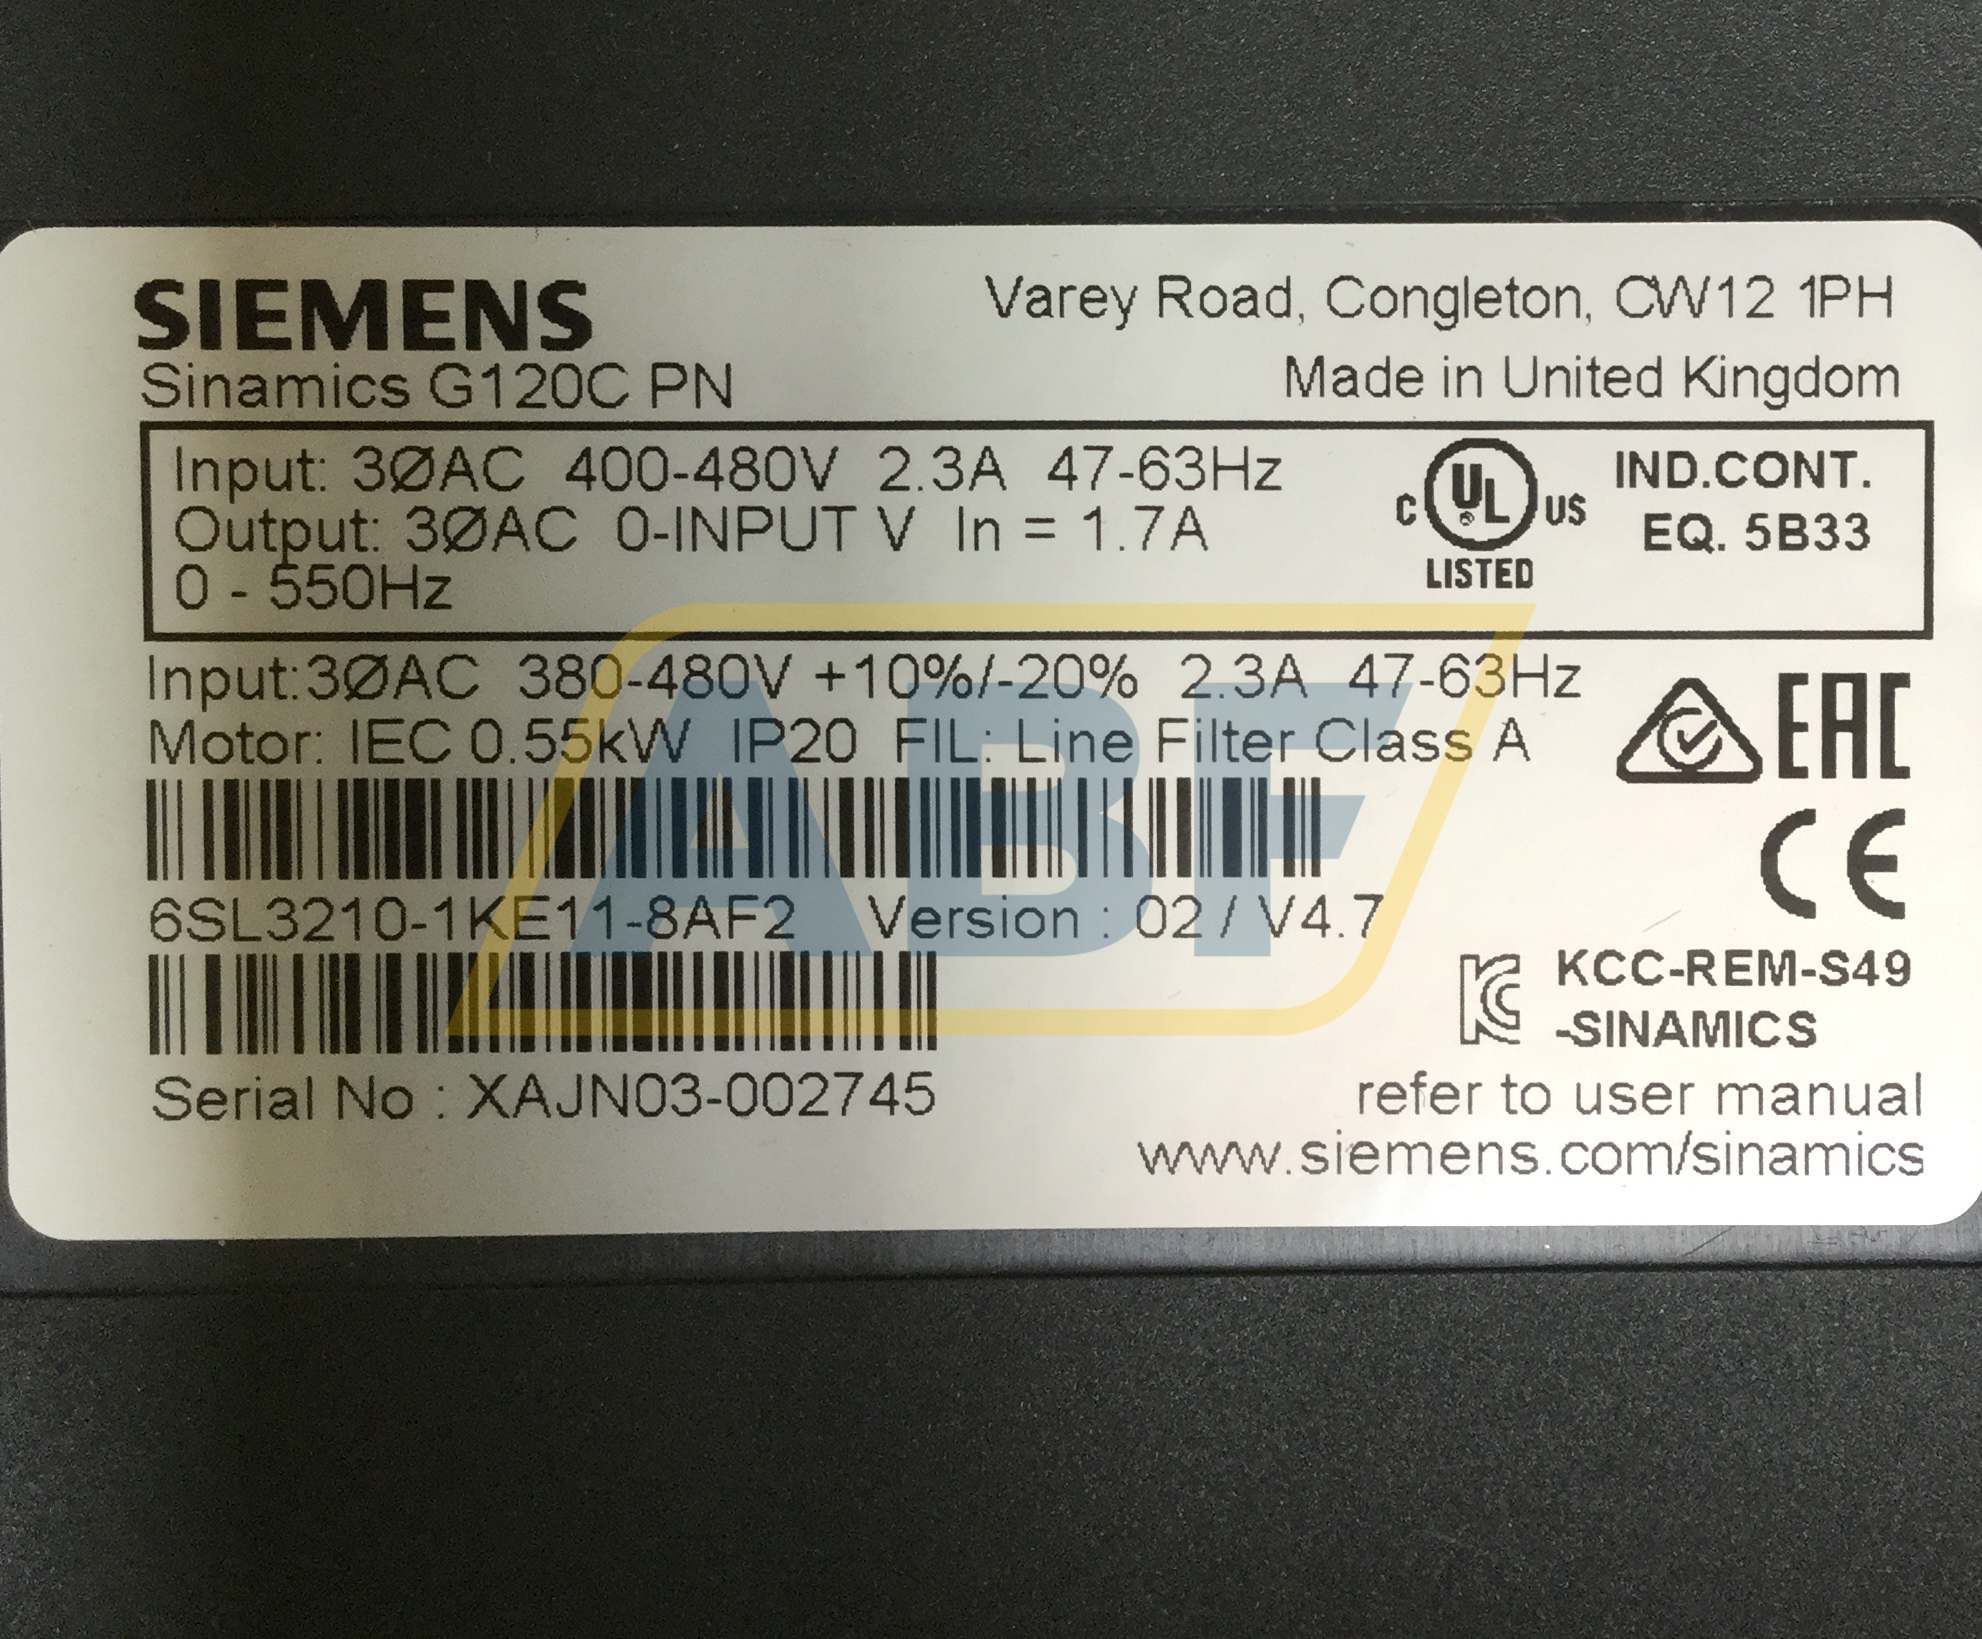 SIEMENS
Varey Road, Congleton, CW12 1PH
Sinamics G120C PN
Made in United Kingdom
Input: 3ØAC 400-480V 2.3A 47-63Hz
Output: 3ØAC 0-INPUT V In = 1.7A
0 - 550Hz
C UL US
LISTED
IND.CONT.
EQ. 5B33
Input:3ØAC 380-480V +10%/-20% 2.3A 47-63Hz
Motor: IEC 0.55kW IP20 FIL: Line Filter Class A
EAC
CE
6SL3210-1KE11-8AF2 Version : 02 / V4.7
KCC-REM-S49
-SINAMICS
Serial No : XAJN03-002745
refer to user manual
www.siemens.com/sinamics
ABF